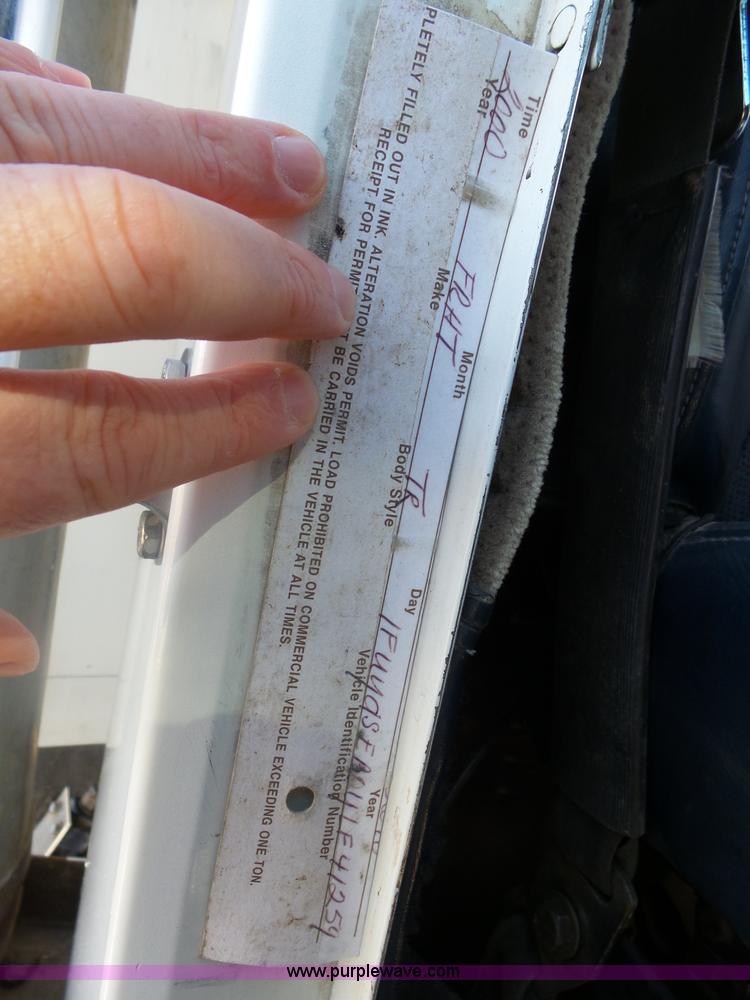 Time Month Day Year
2000 FRHT TR
Year Make Body Style Vehicle Identification Number
PLETELY FILLED OUT IN INK. ALTERATION VOIDS PERMIT. LOAD PROHIBITED ON COMMERCIAL VEHICLE EXCEEDING ONE TON.
RECEIPT FOR PERMIT BE CARRIED IN THE VEHICLE AT ALL TIMES.
www.purplewave.com